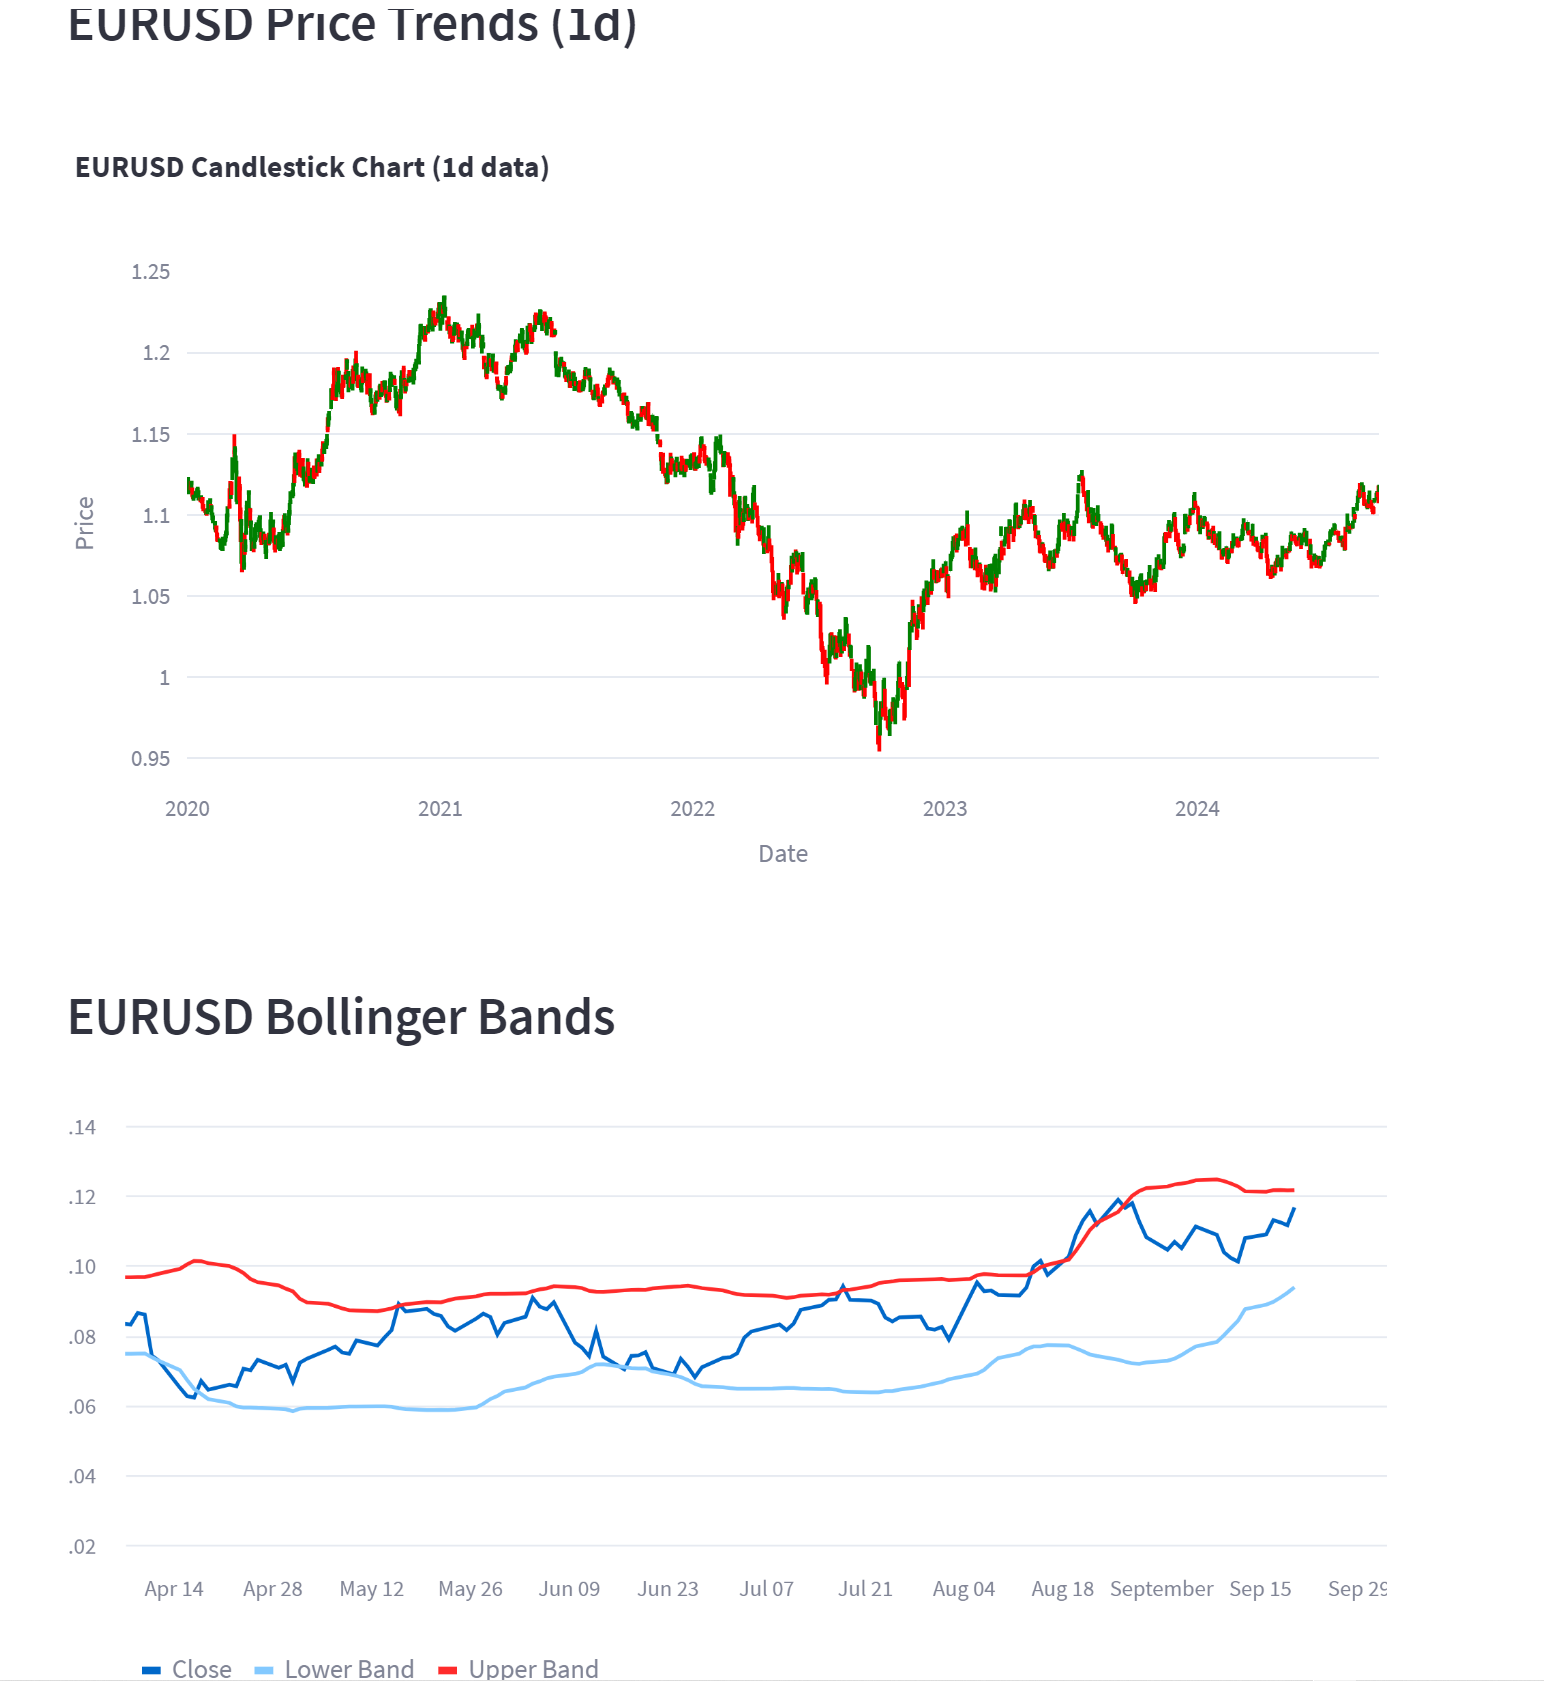 EURUSD Price Trends (1d)
EURUSD Candlestick Chart (1d data)
1.25
1.2
1.15
1.1
1.05
1
0.95
Price
2020 2021 2022 2023 2024
Date
EURUSD Bollinger Bands
.14
.12
.10
.08
.06
.04
.02
Apr 14 Apr 28 May 12 May 26 Jun 09 Jun 23 Jul 07 Jul 21 Aug 04 Aug 18 September Sep 15 Sep 29
Close Lower Band Upper Band